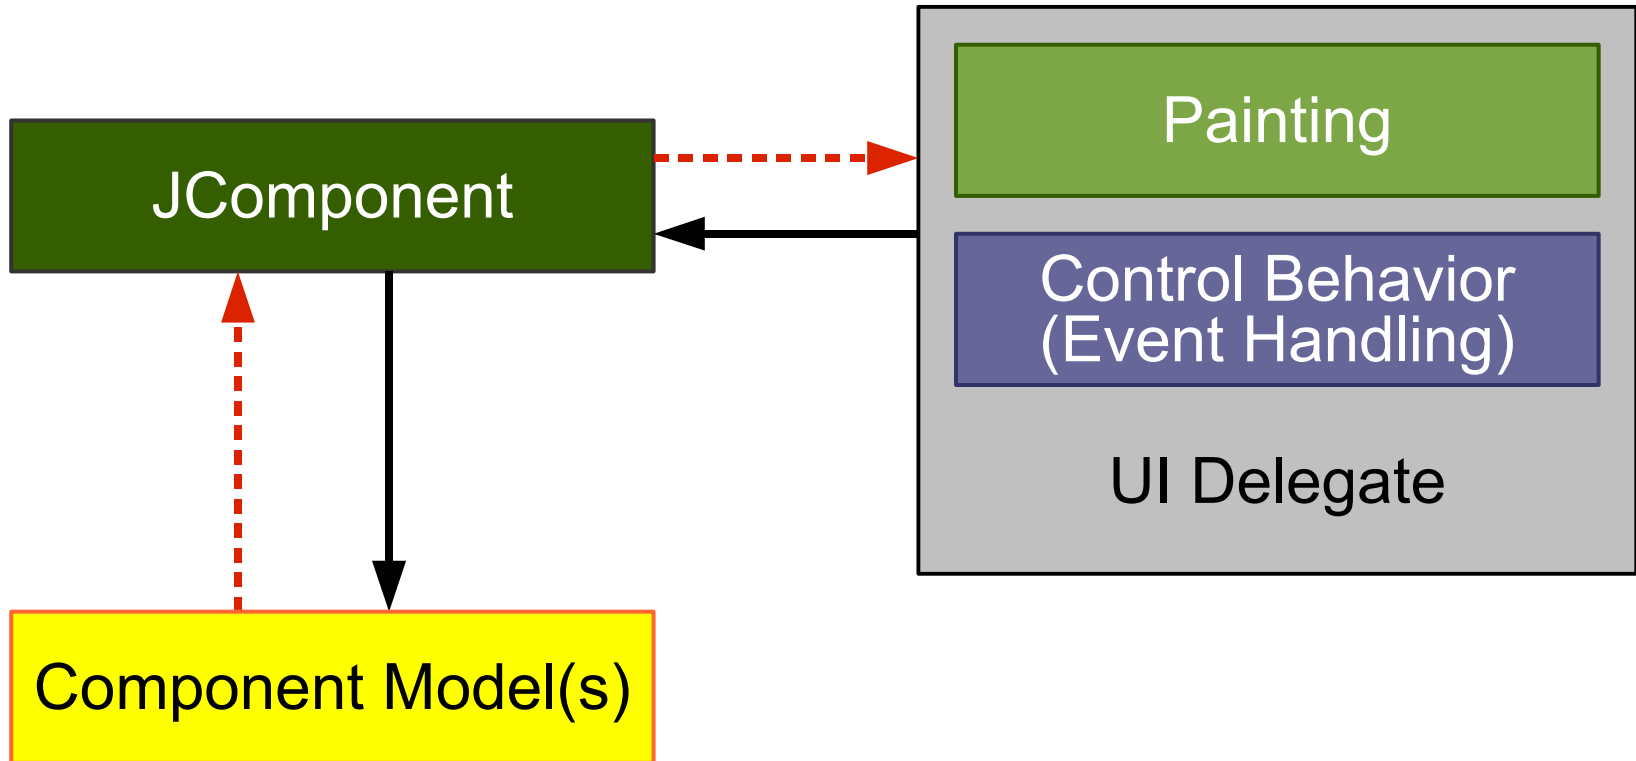 JComponent
Painting
Control Behavior
(Event Handling)
UI Delegate
Component Model(s)